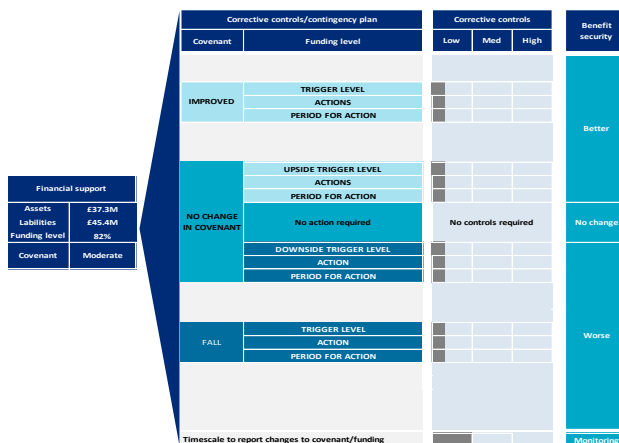 Corrective controls/contingency plan
Corrective controls
Benefit
security
Covenant
Funding level
Low
Med
High
IMPROVED
TRIGGER LEVEL
ACTIONS
PERIOD FOR ACTION
Better
UPSIDE TRIGGER LEVEL
ACTIONS
PERIOD FOR ACTION
Financial support
Assets £37.3M
Labilities £45.4M
Funding level 82%
Covenant Moderate
NO CHANGE
IN COVENANT
No action required
No controls required
No change
DOWNSIDE TRIGGER LEVEL
ACTION
PERIOD FOR ACTION
Worse
FALL
TRIGGER LEVEL
ACTION
PERIOD FOR ACTION
Timescale to report changes to covenant/funding
Monitoring